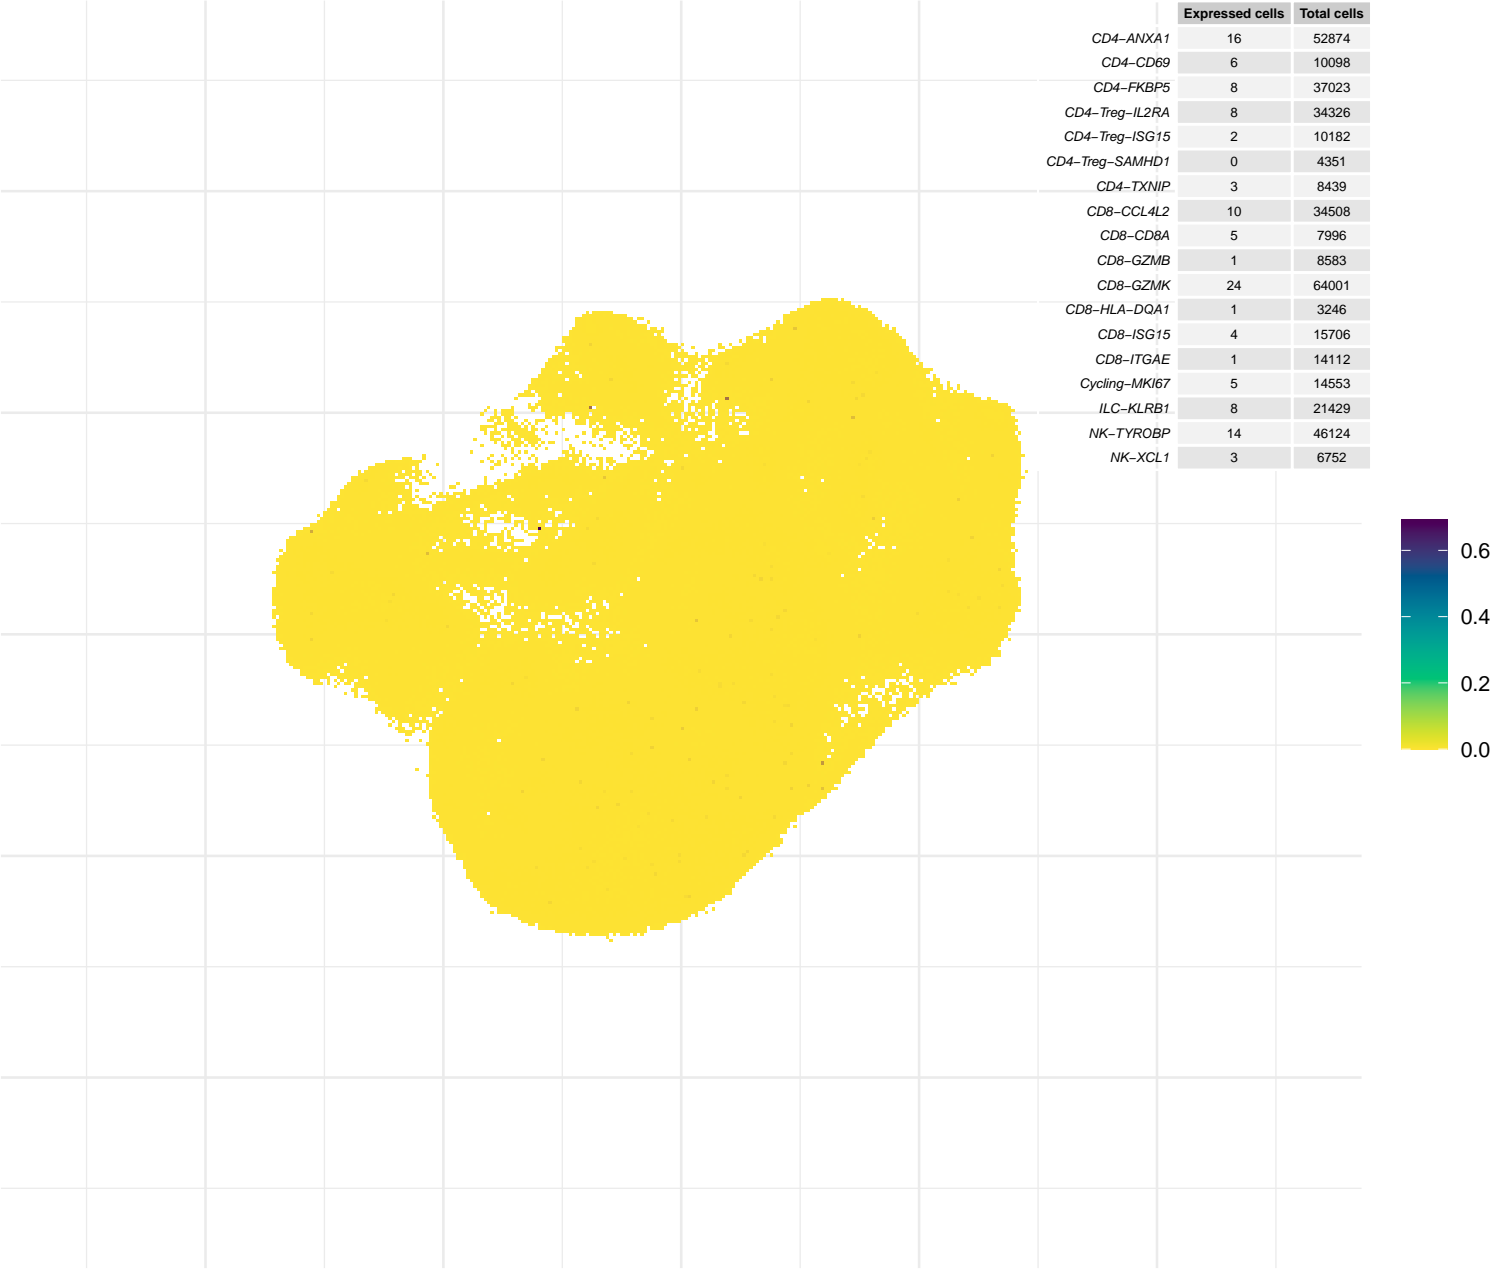 Expressed cells Total cells
CD4−ANXA1 16 52874
CD4−CD69 6 10098
CD4−FKBP5 8 37023
CD4−Treg−IL2RA 8 34326
CD4−Treg−ISG15 2 10182
CD4−Treg−SAMHD1 0 4351
CD4−TXNIP 3 8439
CD8−CCL4L2 10 34508
CD8−CD8A 5 7996
CD8−GZMB 1 8583
CD8−GZMK 24 64001
CD8−HLA−DQA1 1 3246
CD8−ISG15 4 15706
CD8−ITGAE 1 14112
Cycling−MKI67 5 14553
ILC−KLRB1 8 21429
NK−TYROBP 14 46124
NK−XCL1 3 6752
0.6
0.4
0.2
0.0